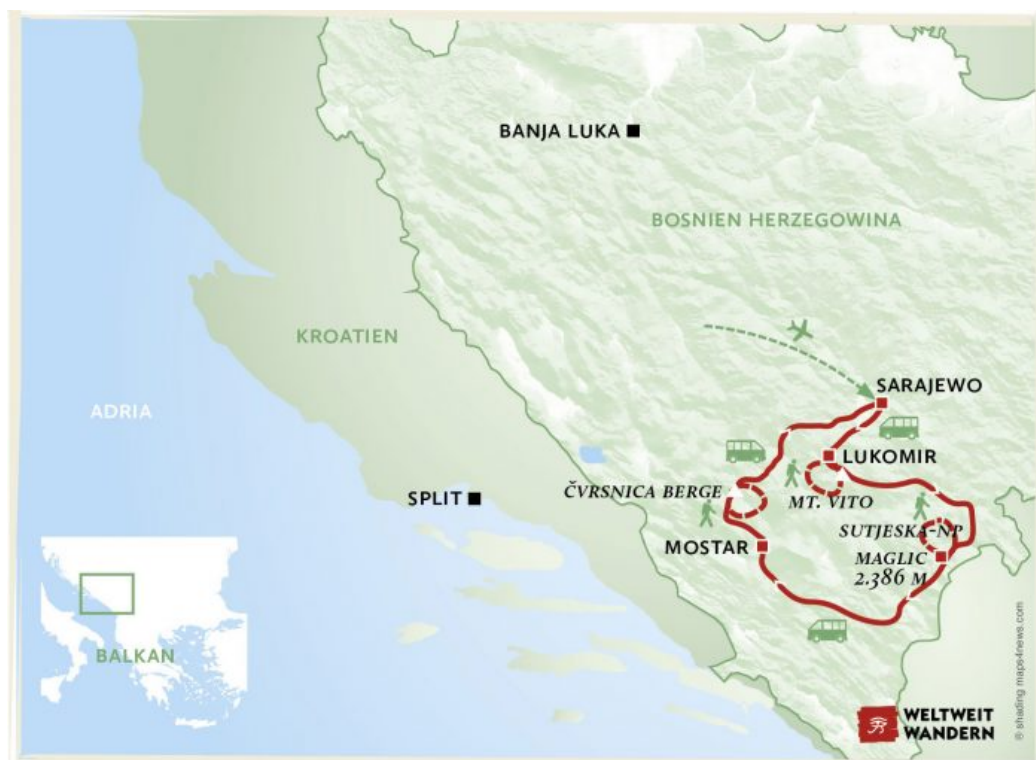 BANJA LUKA
BOSNIEN HERZEGOWINA
KROATIEN
SARAJEWO
ADRIA
LUKOMIR
ČVRSNICA BERGE
MT. VITO
SPLIT
SUTJESKA-NP
MOSTAR
MAGLIC
2.386 M
BALKAN
WELTWEIT
WANDERN
© shading maps4news.com